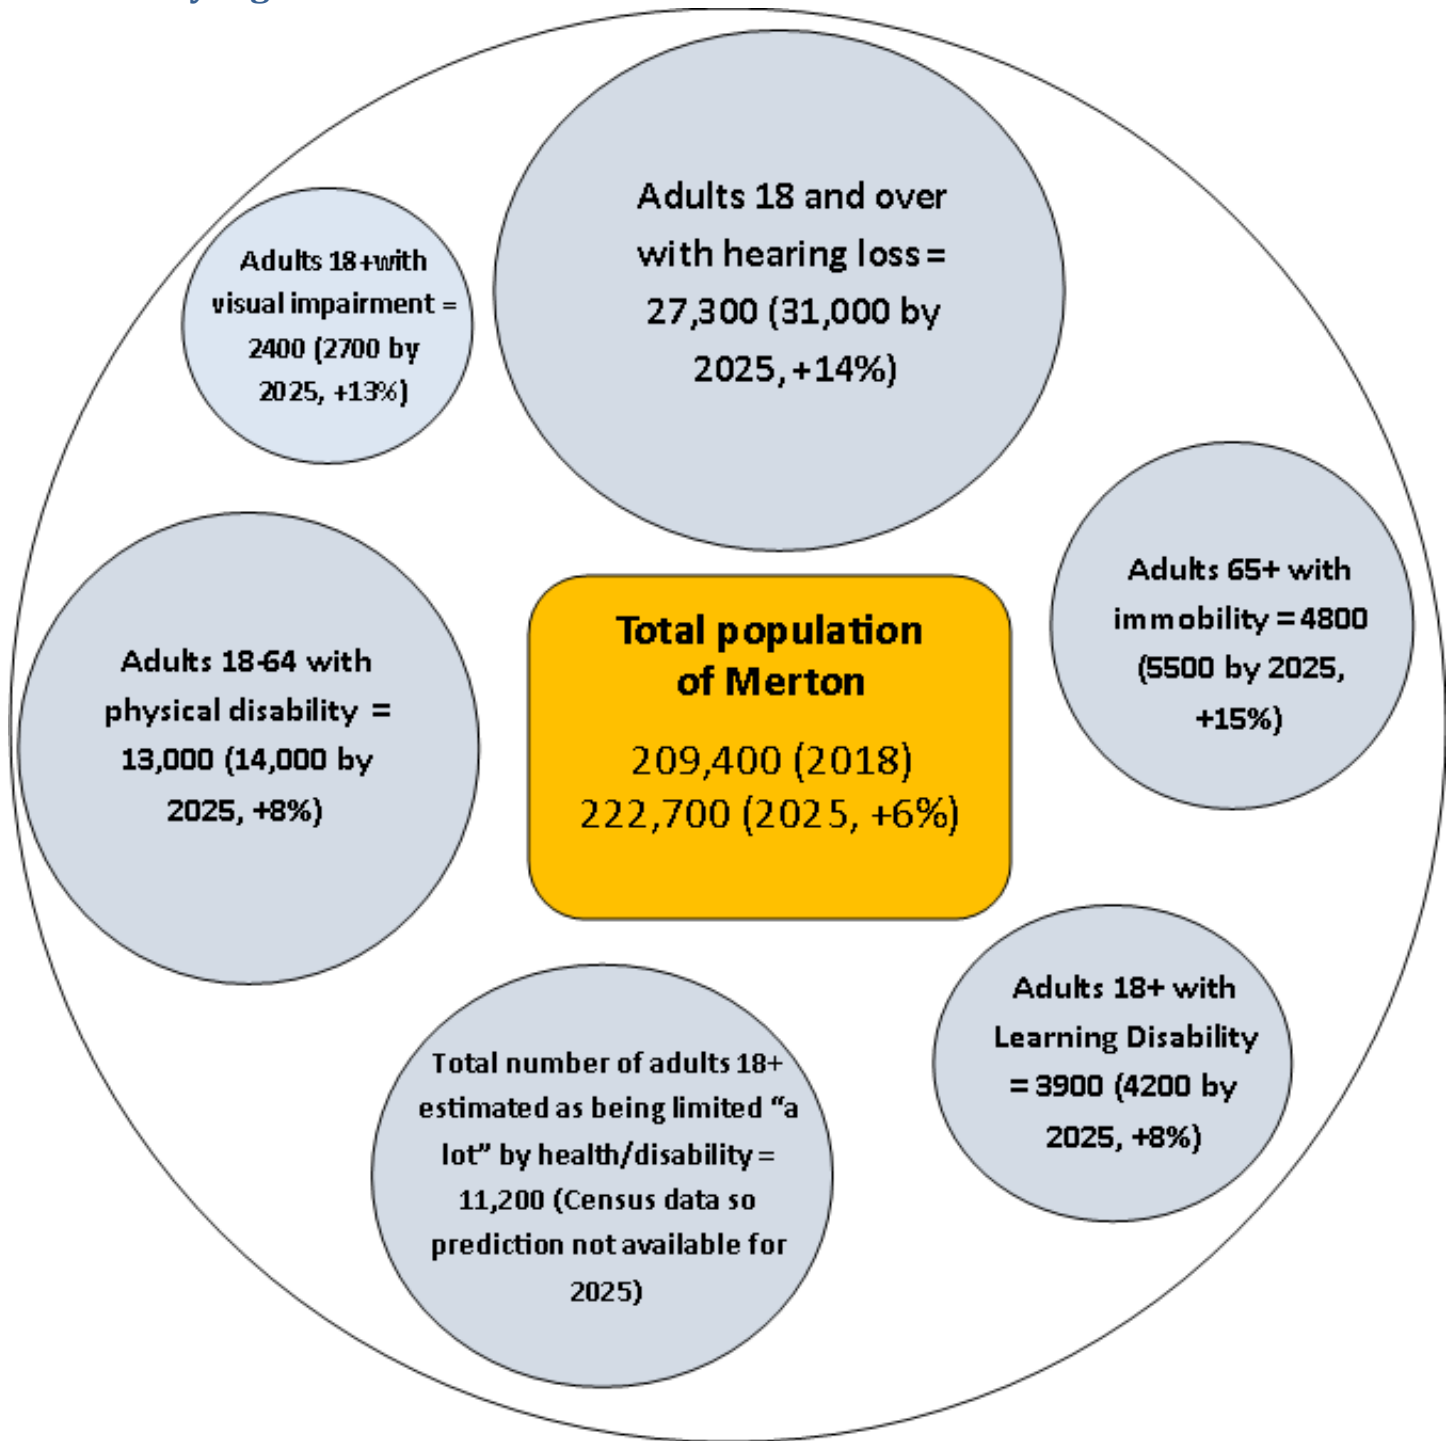 Adults 18 and over
with hearing loss =
27,300 (31,000 by
2025, +14%)
Adults 18+with
visual impairment =
2400 (2700 by
2025, +13%)
Adults 65+ with
immobility = 4800
(5500 by 2025,
+15%)
Adults 18-64 with
physical disability =
13,000 (14,000 by
2025, +8%)
Total population
of Merton
209,400 (2018)
222,700 (2025, +6%)
Adults 18+ with
Learning Disability
= 3900 (4200 by
2025, +8%)
Total number of adults 18+
estimated as being limited “a
lot” by health/disability =
11,200 (Census data so
prediction not available for
2025)